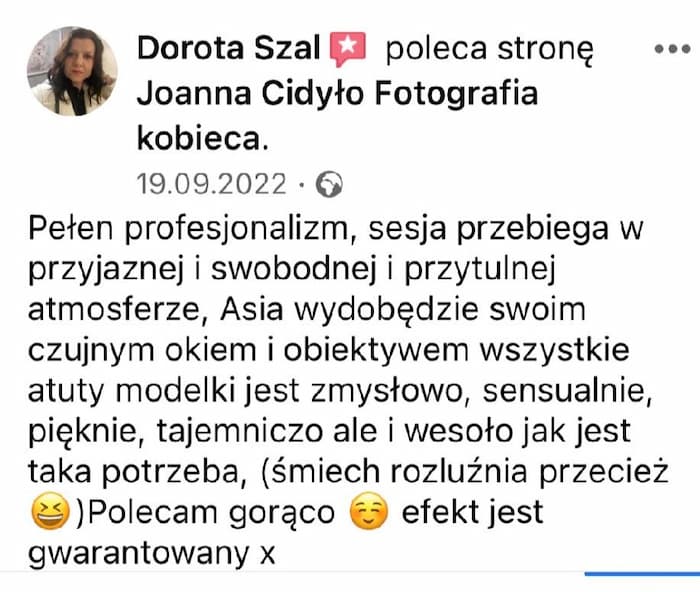 Dorota Szal poleca stronę
Joanna Cidyło Fotografia
kobieca.
19.09.2022 ·
Pełen profesjonalizm, sesja przebiega w
przyjaznej i swobodnej i przytulnej
atmosferze, Asia wydobędzie swoim
czujnym okiem i obiektywem wszystkie
atuty modelki jest zmysłowo, sensualnie,
pięknie, tajemniczo ale i wesoło jak jest
taka potrzeba, (śmiech rozluźnia przecież
😆)Polecam gorąco ☺️ efekt jest
gwarantowany x